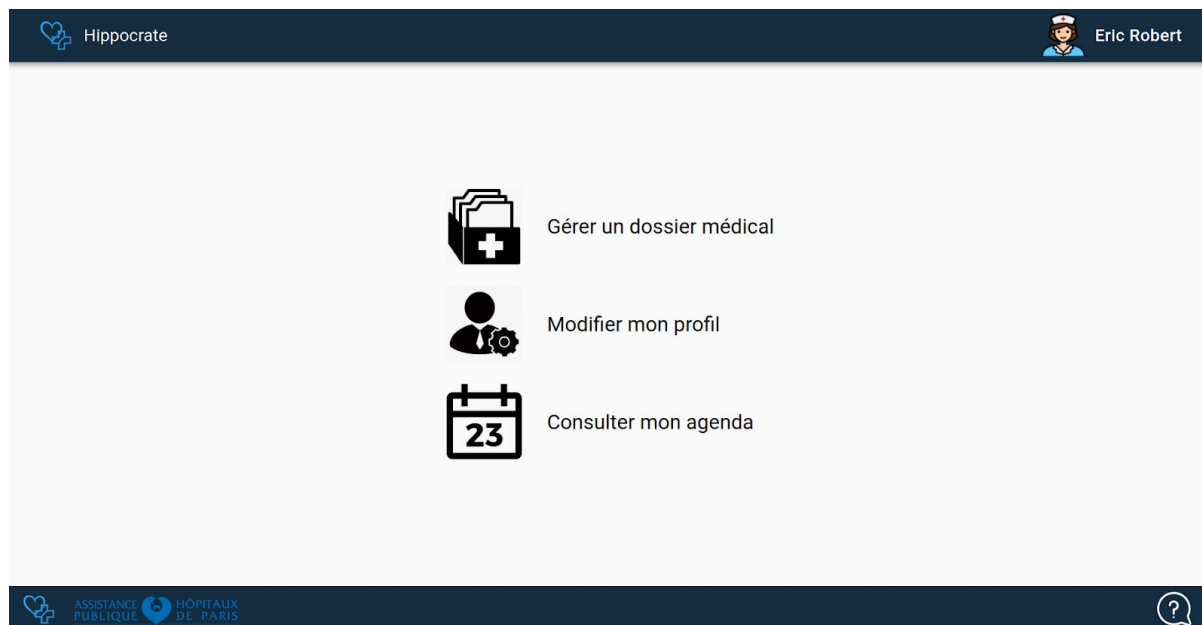 Hippocrate
Eric Robert
Gérer un dossier médical
Modifier mon profil
23
Consulter mon agenda
ASSISTANCE HÔPITAUX
PUBLIQUE DE PARIS
?